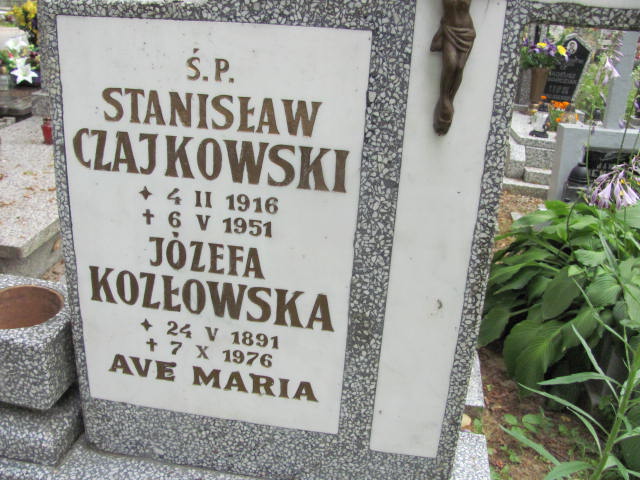 Ś.P.
STANISŁAW
CZAJKOWSKI
✦ 4 II 1916
✝ 6 V 1951
JÓZEFA
KOZŁOWSKA
✦ 24 V 1891
✝ 7 X 1976
AVE MARIA